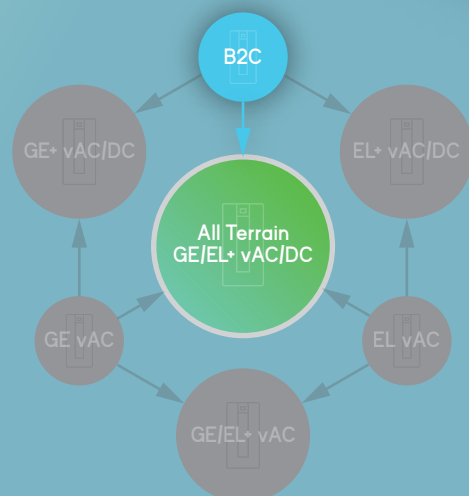 B2C
GE+ vAC/DC
EL+ vAC/DC
All Terrain
GE/EL+ vAC/DC
GE vAC
EL vAC
GE/EL+ vAC